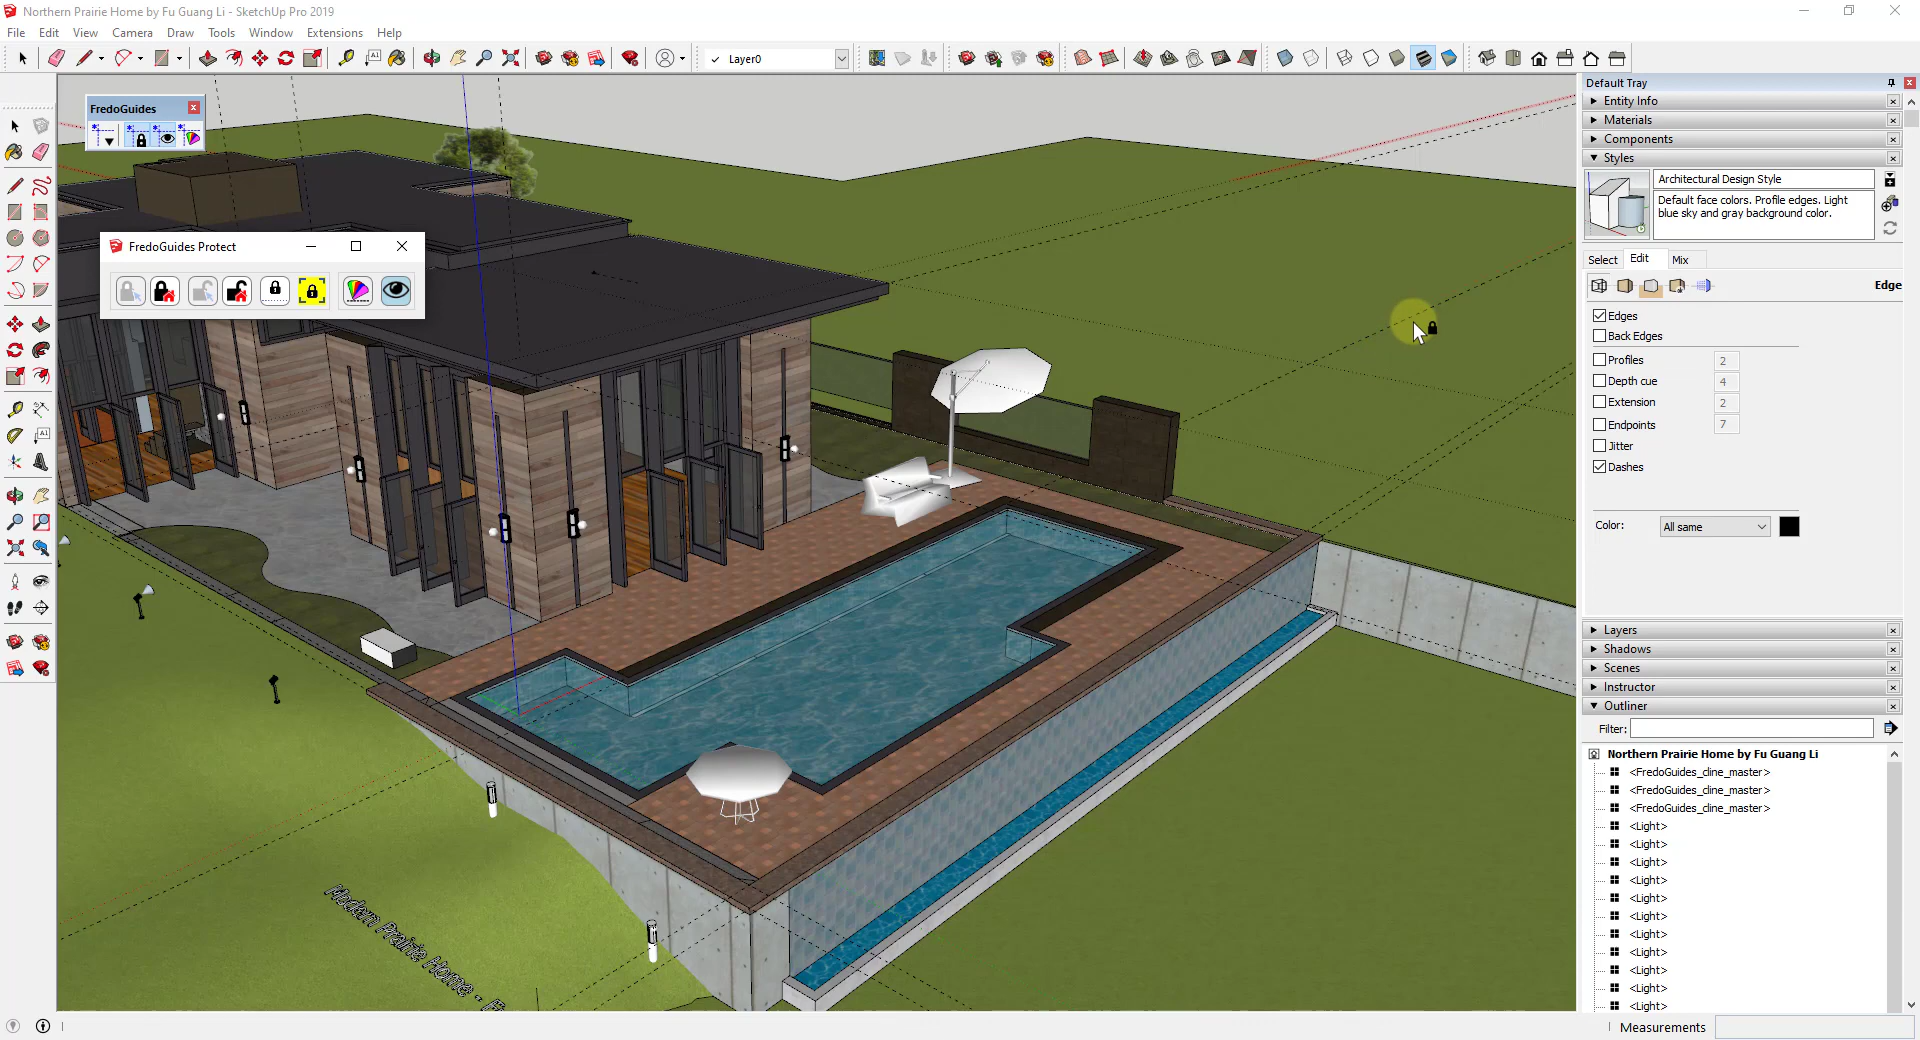 Northern Prairie Home by Fu Guang Li - SketchUp Pro 2019
File Edit View Camera Draw Tools Window Extensions Help
Layer0
Default Tray
FredoGuides
Entity Info
Materials
Components
Styles
Architectural Design Style
Default face colors. Profile edges. Light
blue sky and gray background color.
FredoGuides Protect
Select Edit Mix
Edge
Edges
Back Edges
Profiles 2
Depth cue 4
Extension 2
Endpoints 7
Jitter
Dashes
Color: All same
Layers
Shadows
Scenes
Instructor
Outliner
Filter:
Northern Prairie Home by Fu Guang Li
<FredoGuides_cline_master>
<FredoGuides_cline_master>
<FredoGuides_cline_master>
<Light>
<Light>
<Light>
<Light>
<Light>
<Light>
<Light>
<Light>
<Light>
<Light>
<Light>
Modern Prairie Home -
Measurements